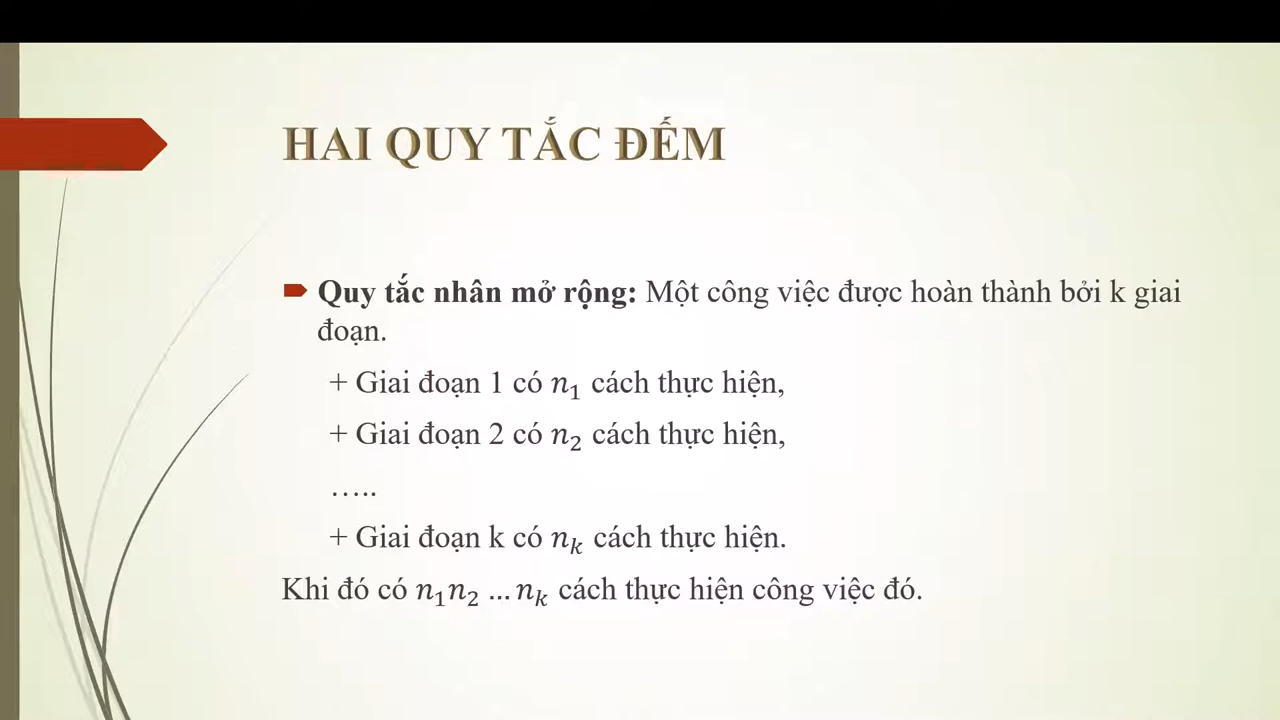 HAI QUY TẮC ĐẾM
Quy tắc nhân mở rộng: Một công việc được hoàn thành bởi k giai
đoạn.
+ Giai đoạn 1 có n₁ cách thực hiện,
+ Giai đoạn 2 có n₂ cách thực hiện,
…..
+ Giai đoạn k có nₖ cách thực hiện.
Khi đó có n₁n₂ … nₖ cách thực hiện công việc đó.